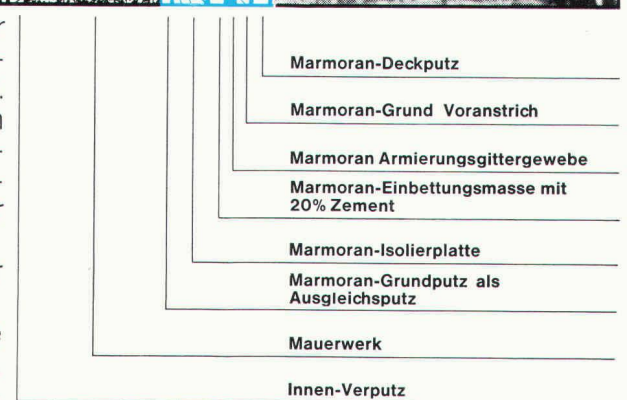 Marmoran-Deckputz
Marmoran-Grund Voranstrich
Marmoran Armierungsgittergewebe
Marmoran-Einbettungsmasse mit
20% Zement
Marmoran-Isolierplatte
Marmoran-Grundputz als
Ausgleichsputz
Mauerwerk
Innen-Verputz